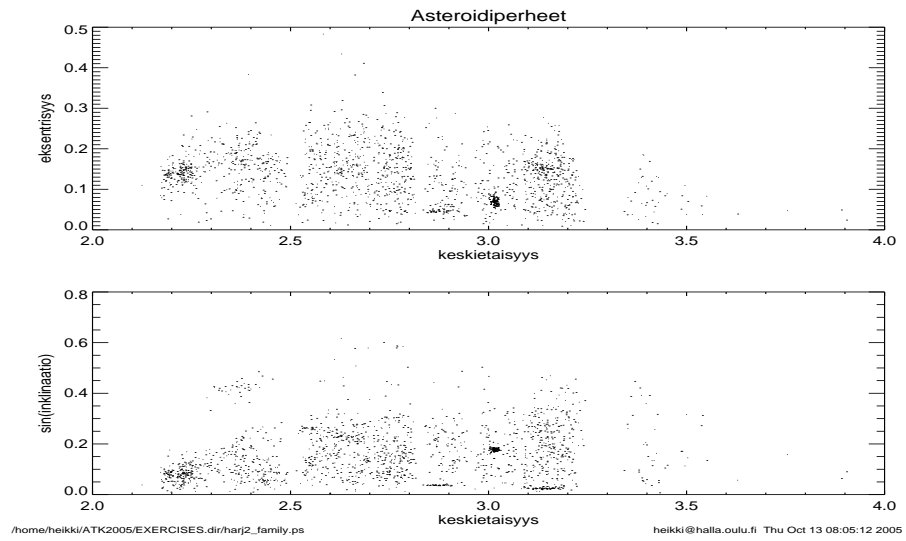 Asteroidiperheet
0.5
0.4
0.3
0.2
0.1
0.0
eksentrisyys
2.0 2.5 3.0 3.5 4.0
keskietaisyys
0.8
0.6
0.4
0.2
0.0
sin(inklinaatio)
2.0 2.5 3.0 3.5 4.0
keskietaisyys
/home/heikki/ATK2005/EXERCISES.dir/harj2_family.ps heikki@halla.oulu.fi Thu Oct 13 08:05:12 2005